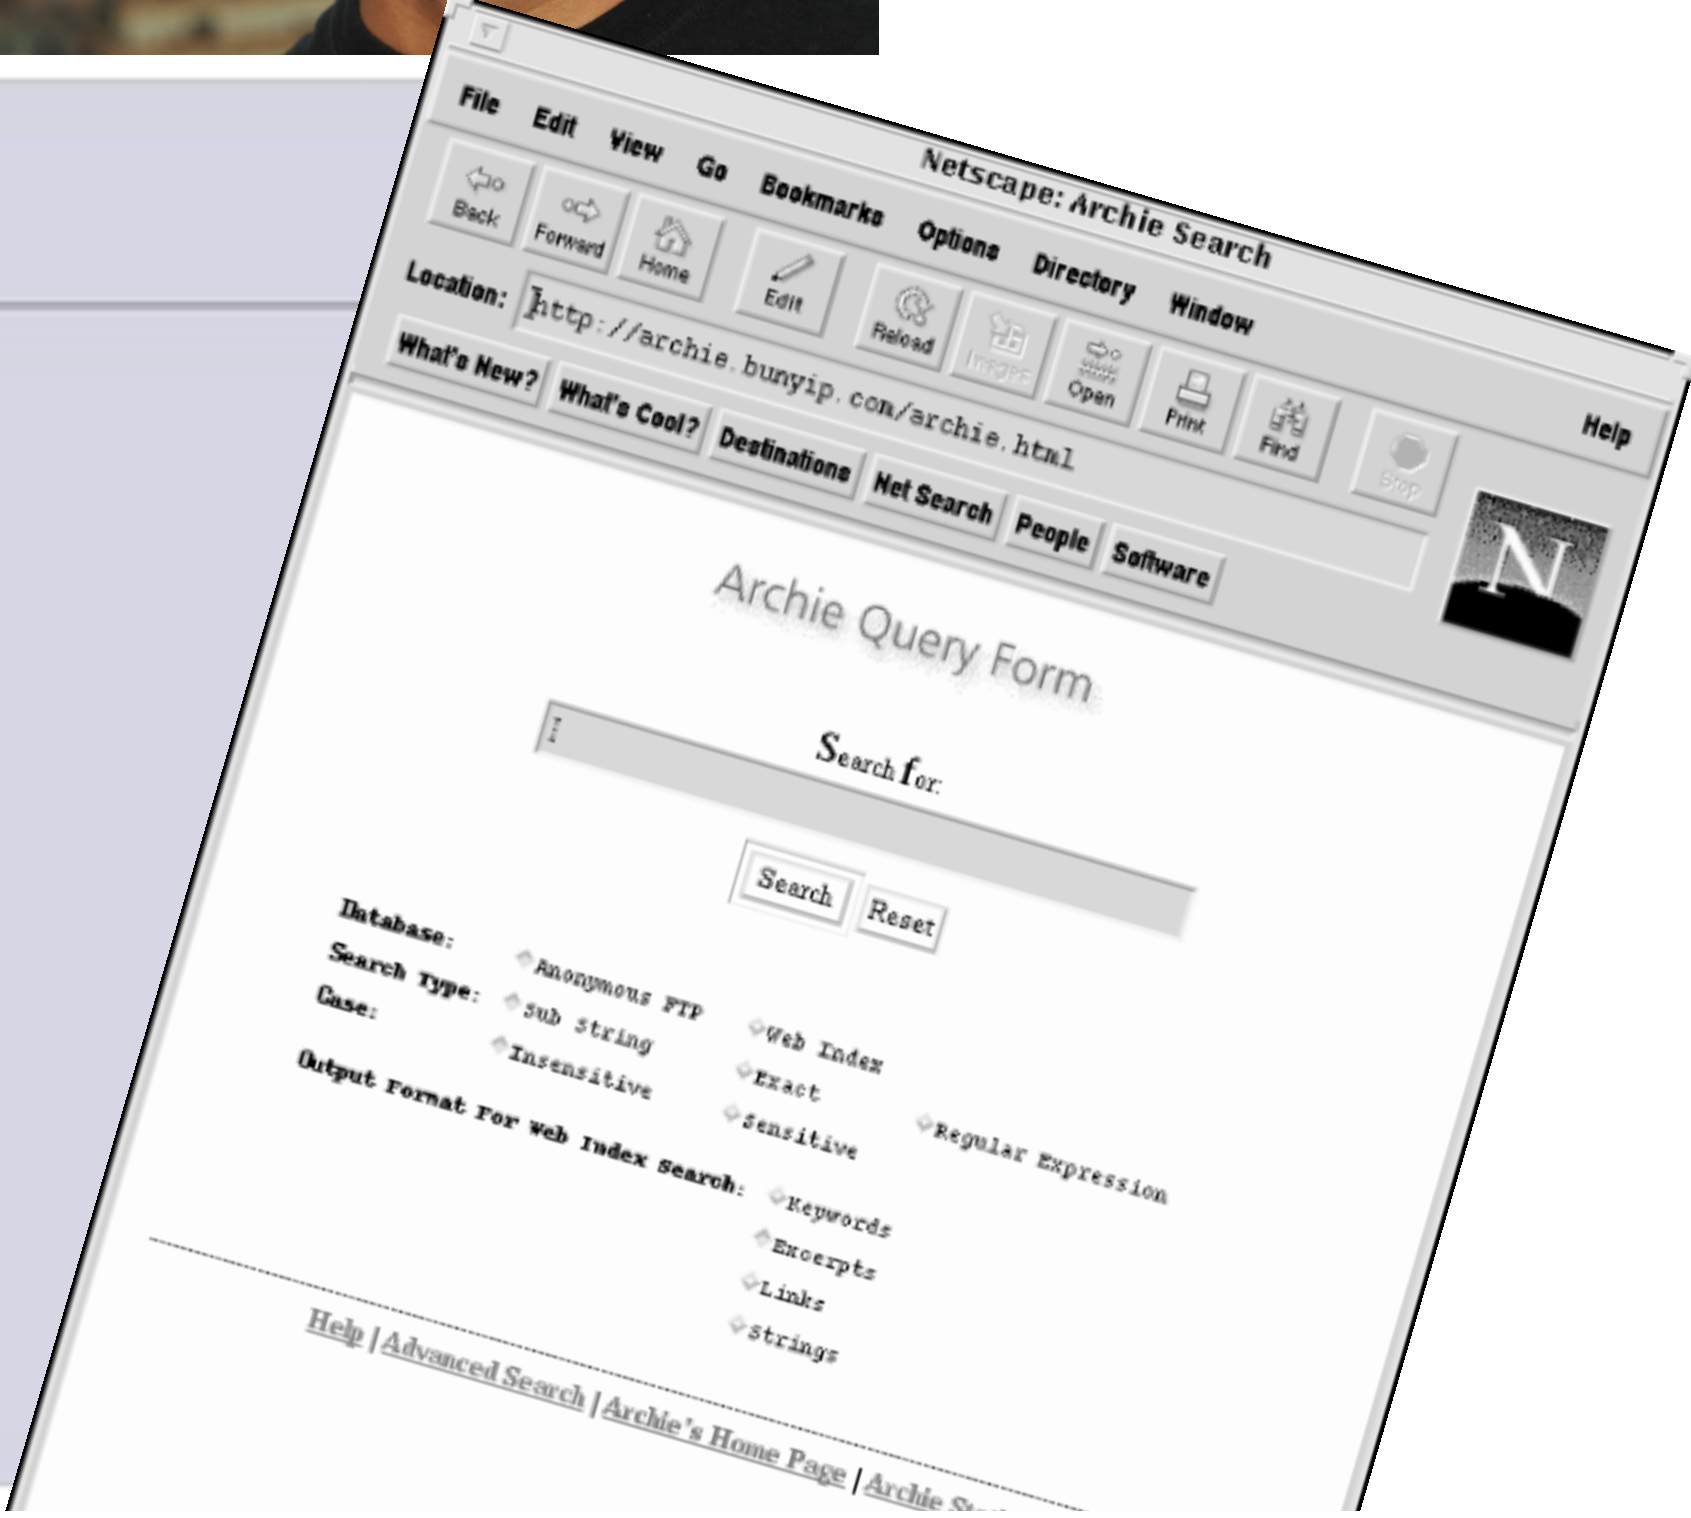 Netscape: Archie Search
File Edit View Go Bookmarks Options Directory Window Help
Back Forward Home Edit Reload Images Open Print Find Stop
Location: http://archie.bunyip.com/archie.html
What's New? What's Cool? Destinations Net Search People Software
N
Archie Query Form
Search for:
Search Reset
Database: Anonymous FTP Web Index
Search Type: Sub String Exact Regular Expression
Case: Insensitive Sensitive
Output Format For Web Index Search: Keywords
Excerpts
Links
Strings
Help | Advanced Search | Archie's Home Page | Archie